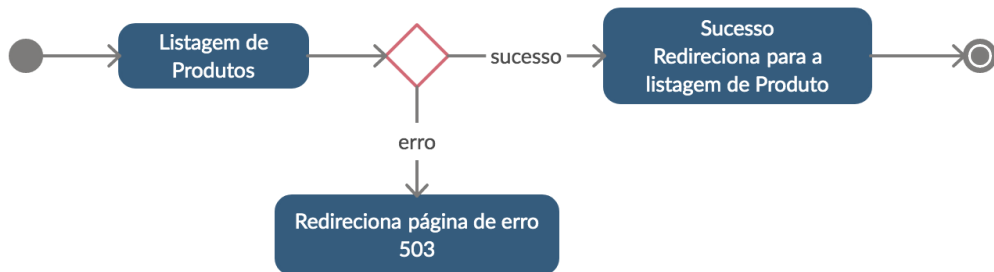 Listagem de
Produtos
sucesso
Sucesso
Redireciona para a
listagem de Produto
erro
Redireciona página de erro
503